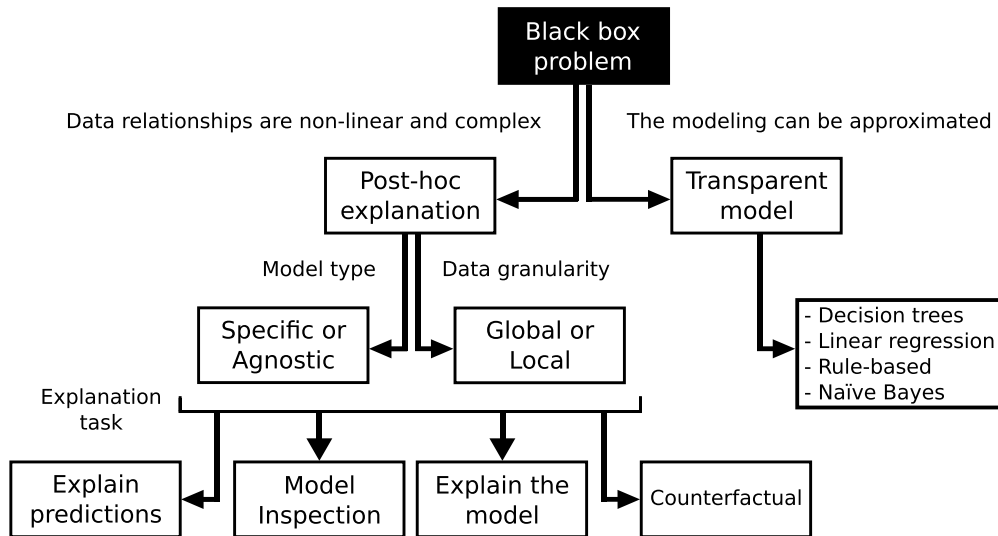 Black box
problem
Data relationships are non-linear and complex
The modeling can be approximated
Post-hoc
explanation
Transparent
model
Model type
Data granularity
Specific or
Agnostic
Global or
Local
- Decision trees
- Linear regression
- Rule-based
- Naïve Bayes
Explanation
task
Explain
predictions
Model
Inspection
Explain the
model
Counterfactual